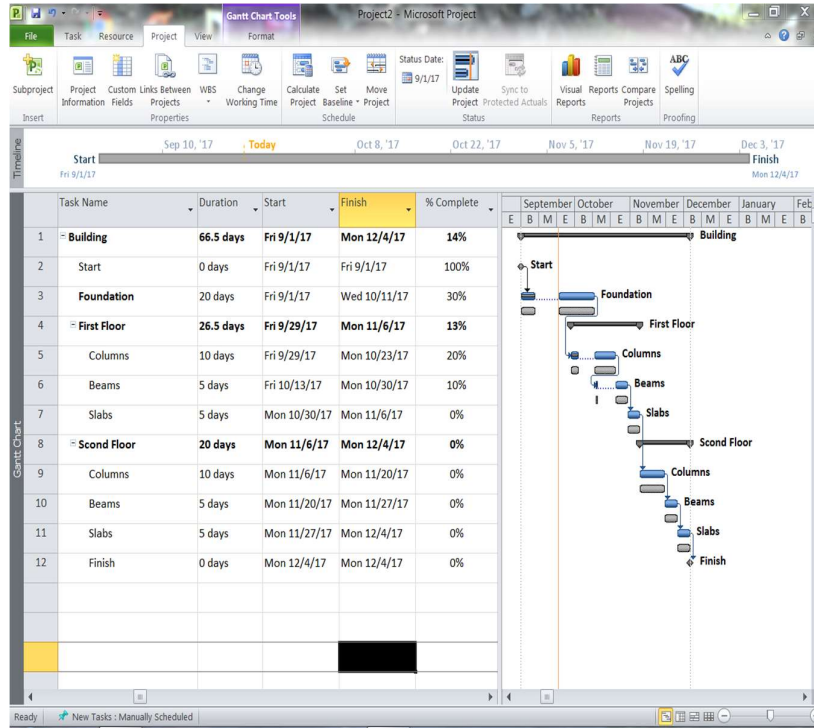 Gantt Chart Tools
Project2 - Microsoft Project
File Task Resource Project View Format
Subproject
Project Information
Custom Fields
Links Between Projects
WBS
Change Working Time
Calculate Project
Set Baseline
Move Project
Status Date:
9/1/17
Update Project
Sync to Protected Actuals
Visual Reports
Reports
Compare Projects
ABC
Spelling
Insert Properties Schedule Status Reports Proofing
Timeline
Sep 10, '17 Today Oct 8, '17 Oct 22, '17 Nov 5, '17 Nov 19, '17 Dec 3, '17
Start Finish
Fri 9/1/17 Mon 12/4/17
Gantt Chart
Task Name Duration Start Finish % Complete
1 Building 66.5 days Fri 9/1/17 Mon 12/4/17 14%
2 Start 0 days Fri 9/1/17 Fri 9/1/17 100%
3 Foundation 20 days Fri 9/1/17 Wed 10/11/17 30%
4 First Floor 26.5 days Fri 9/29/17 Mon 11/6/17 13%
5 Columns 10 days Fri 9/29/17 Mon 10/23/17 20%
6 Beams 5 days Fri 10/13/17 Mon 10/30/17 10%
7 Slabs 5 days Mon 10/30/17 Mon 11/6/17 0%
8 Scond Floor 20 days Mon 11/6/17 Mon 12/4/17 0%
9 Columns 10 days Mon 11/6/17 Mon 11/20/17 0%
10 Beams 5 days Mon 11/20/17 Mon 11/27/17 0%
11 Slabs 5 days Mon 11/27/17 Mon 12/4/17 0%
12 Finish 0 days Mon 12/4/17 Mon 12/4/17 0%
September October November December January Feb
E B M E B M E B M E B M E B M E B
Building
Start
Foundation
First Floor
Columns
Beams
Slabs
Scond Floor
Columns
Beams
Slabs
Finish
Ready New Tasks : Manually Scheduled